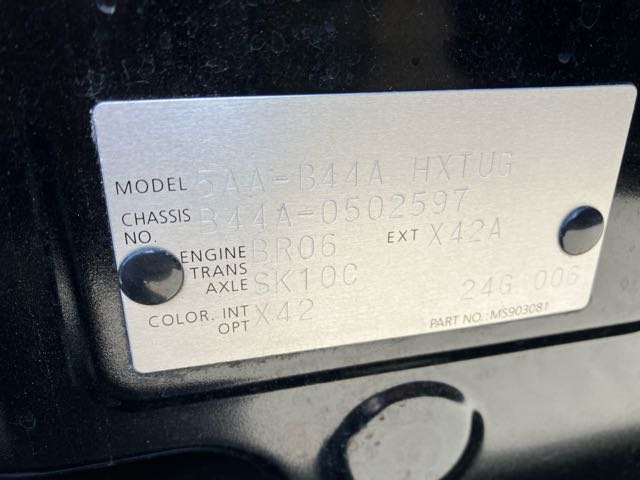 MODEL 5AA-B44A HXTUG
CHASSIS NO. B44A-0502597
ENGINE BR06 EXT X42A
TRANS AXLE SK10C
COLOR. INT X42 24G 006
OPT
PART NO.:MS903081